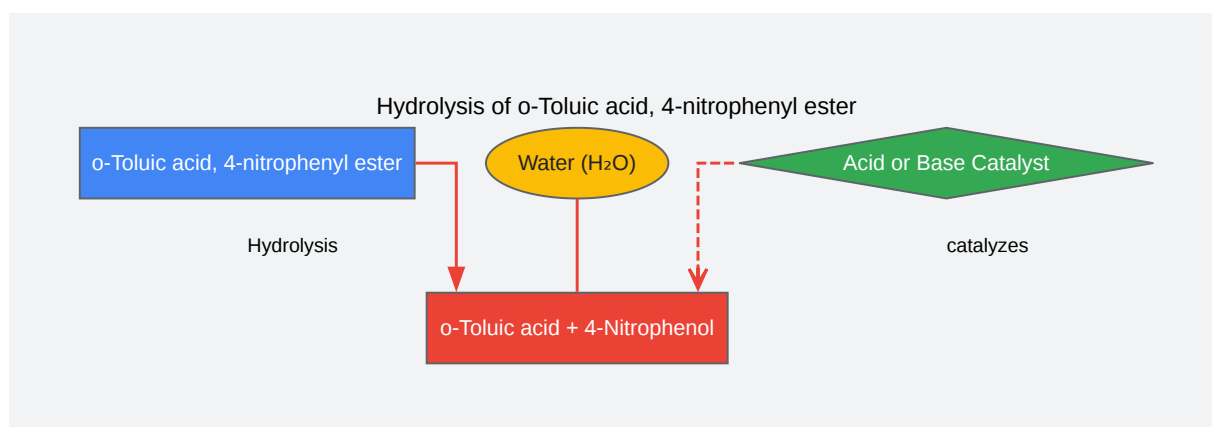 Hydrolysis of o-Toluic acid, 4-nitrophenyl ester
o-Toluic acid, 4-nitrophenyl ester
Water (H₂O)
Acid or Base Catalyst
Hydrolysis
catalyzes
o-Toluic acid + 4-Nitrophenol